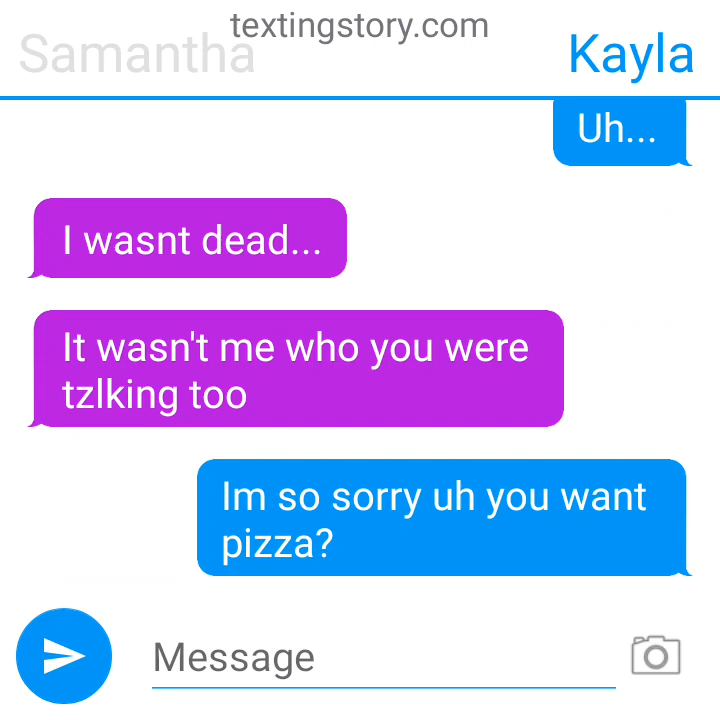 textingstory.com
Samantha Kayla
Uh...
I wasnt dead...
It wasn't me who you were
tzlking too
Im so sorry uh you want
pizza?
Message